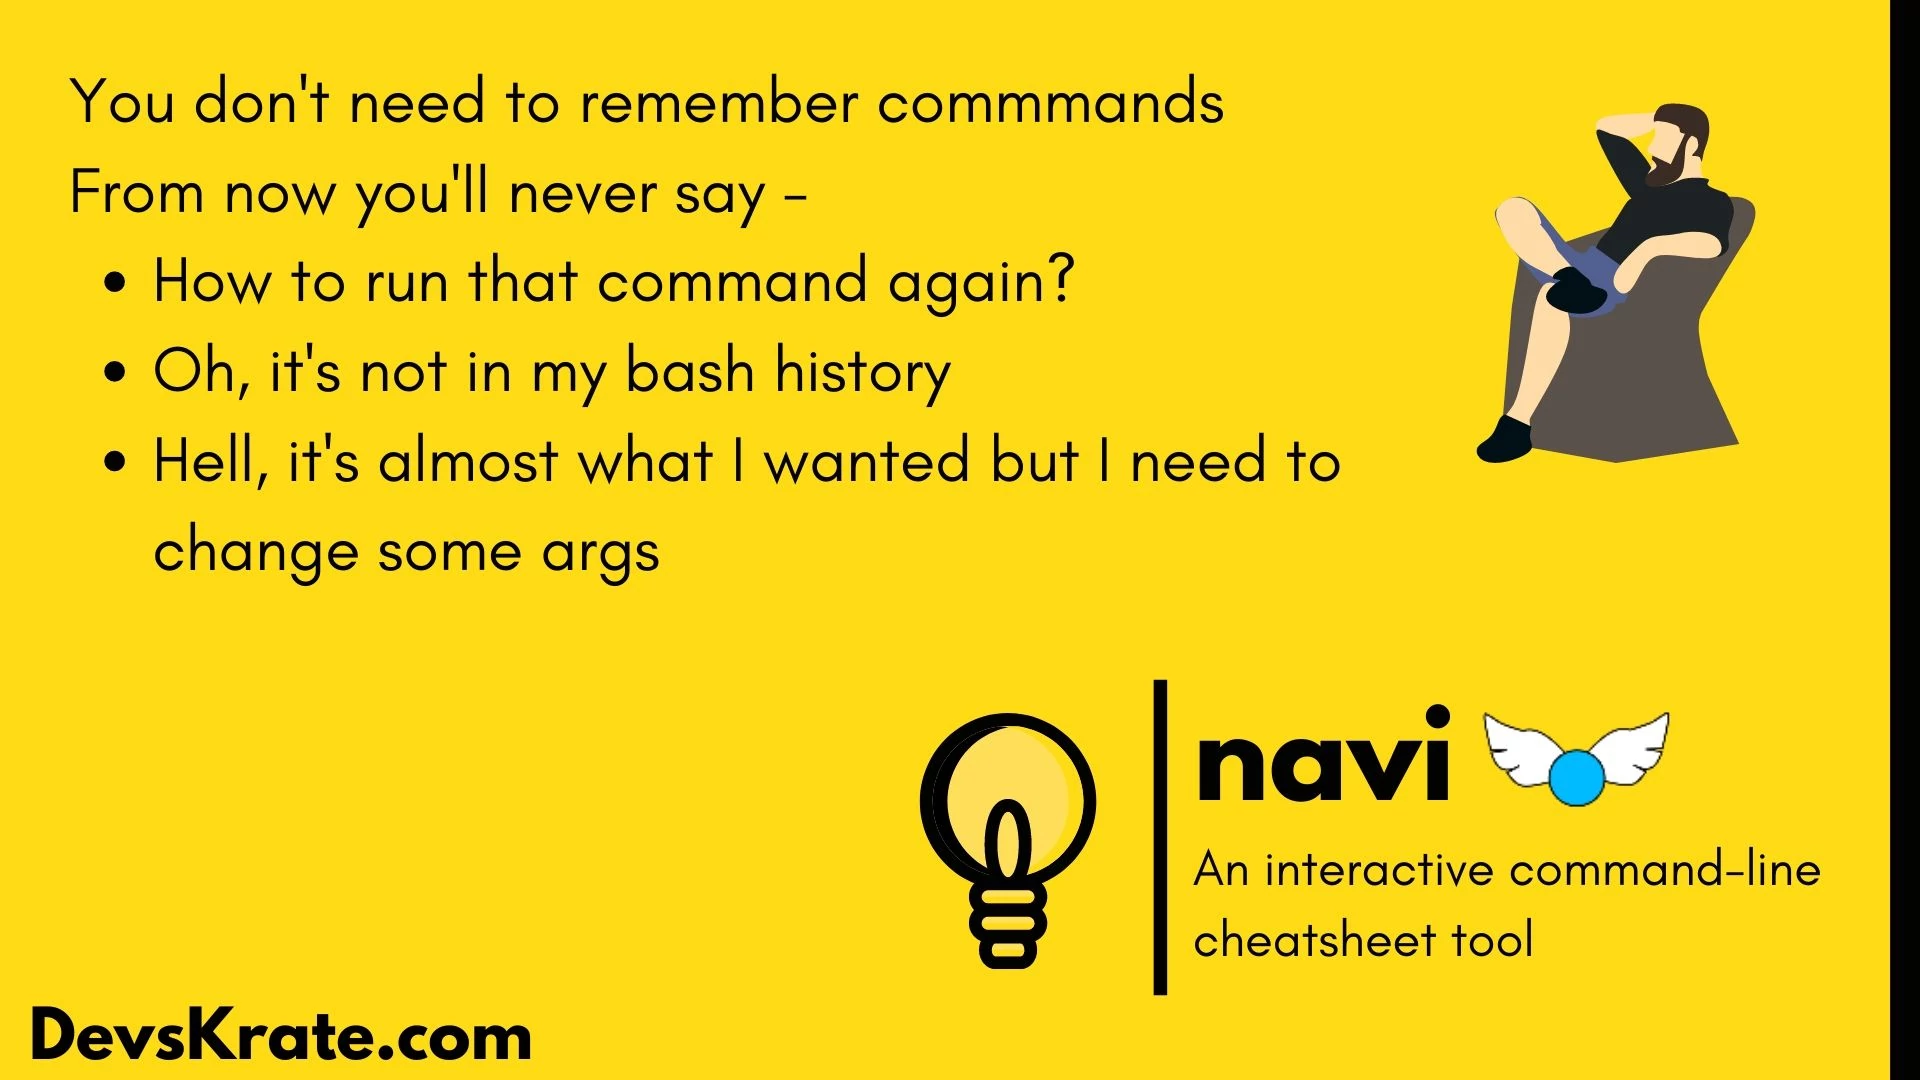 You don't need to remember commmands
From now you'll never say -
• How to run that command again?
• Oh, it's not in my bash history
• Hell, it's almost what I wanted but I need to
change some args
navi
An interactive command-line
cheatsheet tool
DevsKrate.com